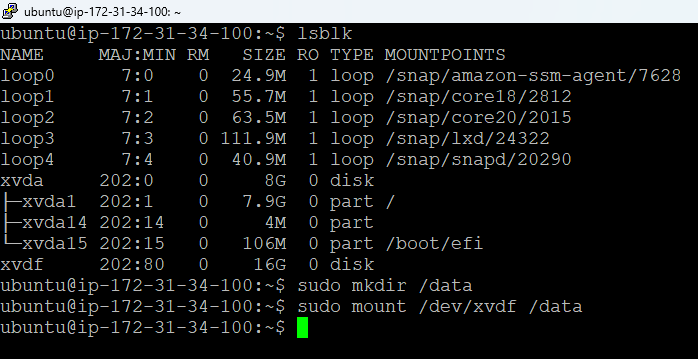 ubuntu@ip-172-31-34-100: ~
ubuntu@ip-172-31-34-100:~$ lsblk
NAME     MAJ:MIN RM   SIZE RO TYPE MOUNTPOINTS
loop0      7:0    0  24.9M  1 loop /snap/amazon-ssm-agent/7628
loop1      7:1    0  55.7M  1 loop /snap/core18/2812
loop2      7:2    0  63.5M  1 loop /snap/core20/2015
loop3      7:3    0 111.9M  1 loop /snap/lxd/24322
loop4      7:4    0  40.9M  1 loop /snap/snapd/20290
xvda     202:0    0     8G  0 disk
├─xvda1  202:1    0   7.9G  0 part /
├─xvda14 202:14   0     4M  0 part
└─xvda15 202:15   0   106M  0 part /boot/efi
xvdf     202:80   0    16G  0 disk
ubuntu@ip-172-31-34-100:~$ sudo mkdir /data
ubuntu@ip-172-31-34-100:~$ sudo mount /dev/xvdf /data
ubuntu@ip-172-31-34-100:~$